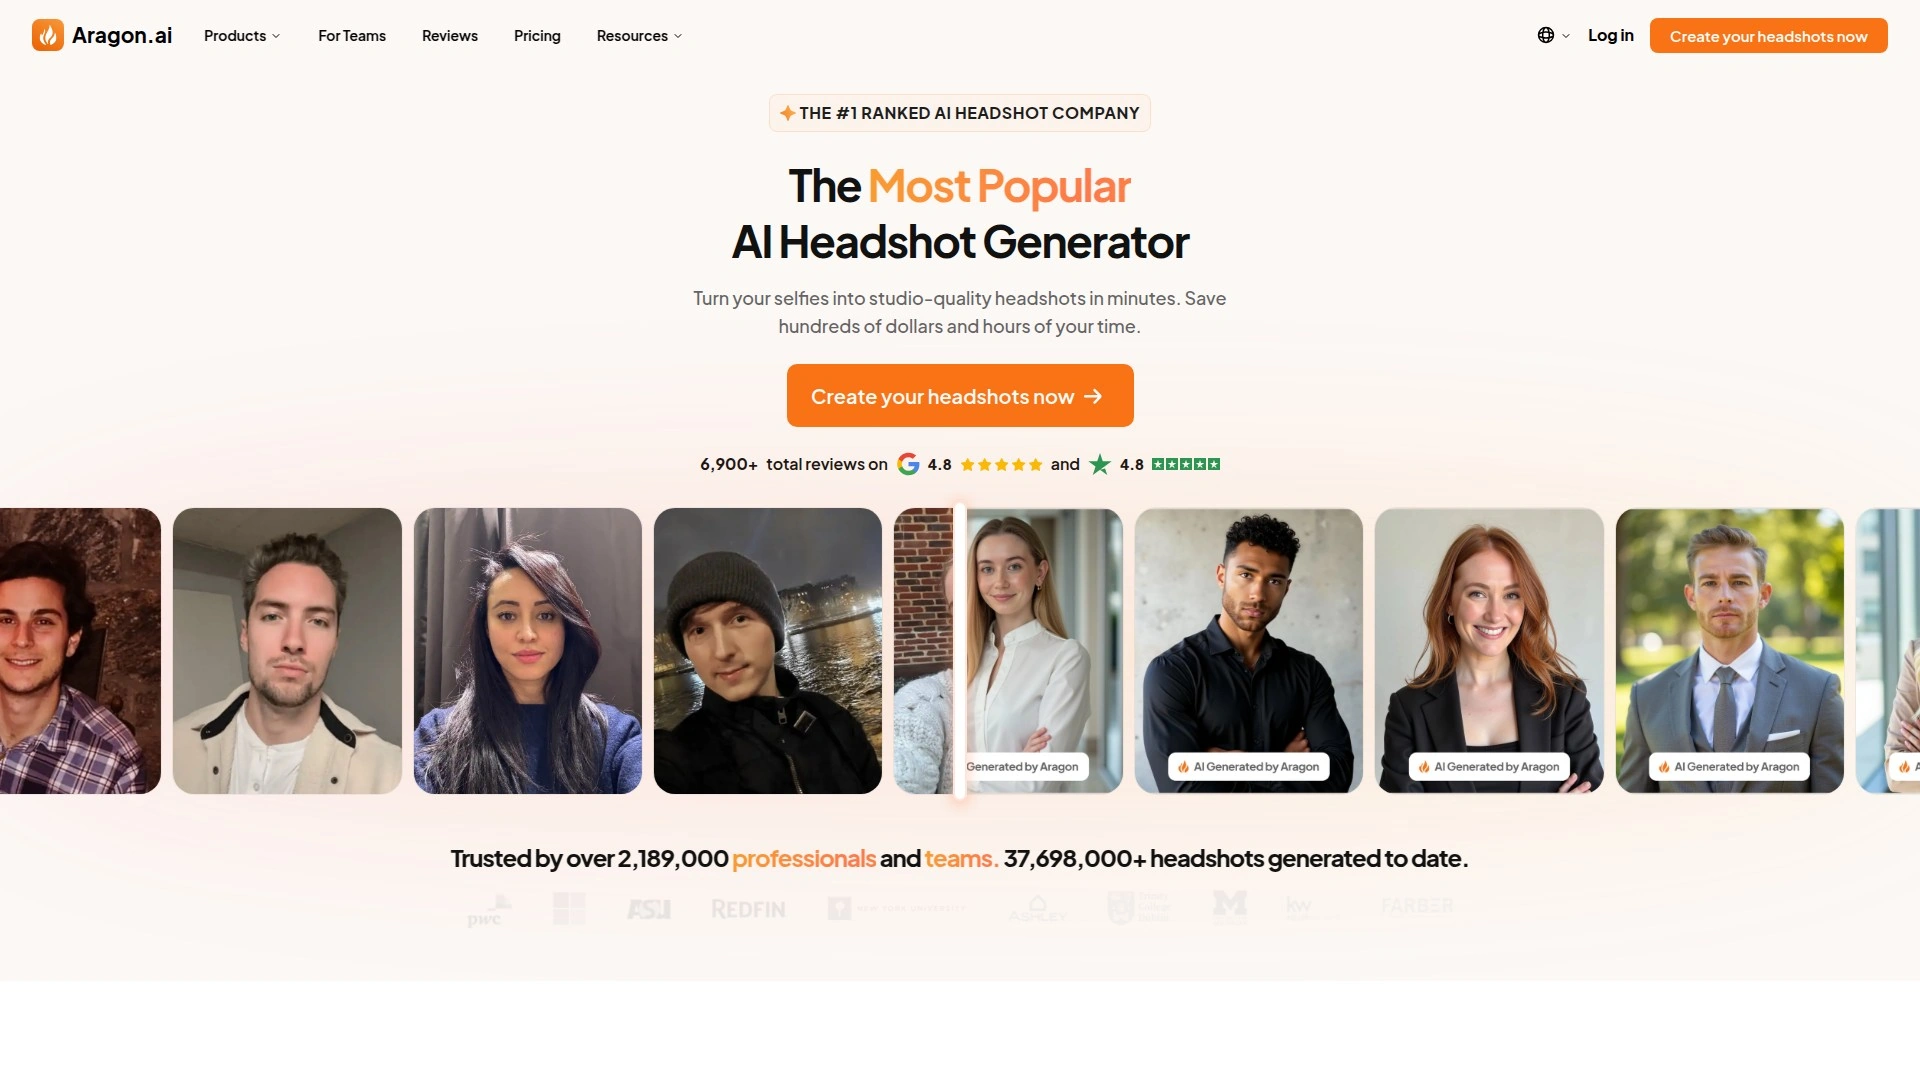 Aragon.ai
Products
For Teams
Reviews
Pricing
Resources
Log in
Create your headshots now
THE #1 RANKED AI HEADSHOT COMPANY
The Most Popular
AI Headshot Generator
Turn your selfies into studio-quality headshots in minutes. Save
hundreds of dollars and hours of your time.
Create your headshots now
6,900+ total reviews on 4.8 and 4.8
Generated by Aragon
AI Generated by Aragon
AI Generated by Aragon
AI Generated by Aragon
Trusted by over 2,189,000 professionals and teams. 37,698,000+ headshots generated to date.
pwc
ASU
REDFIN
NEW YORK UNIVERSITY
ASHLEY
Trinity
College
Dublin
M
kw
FARBER